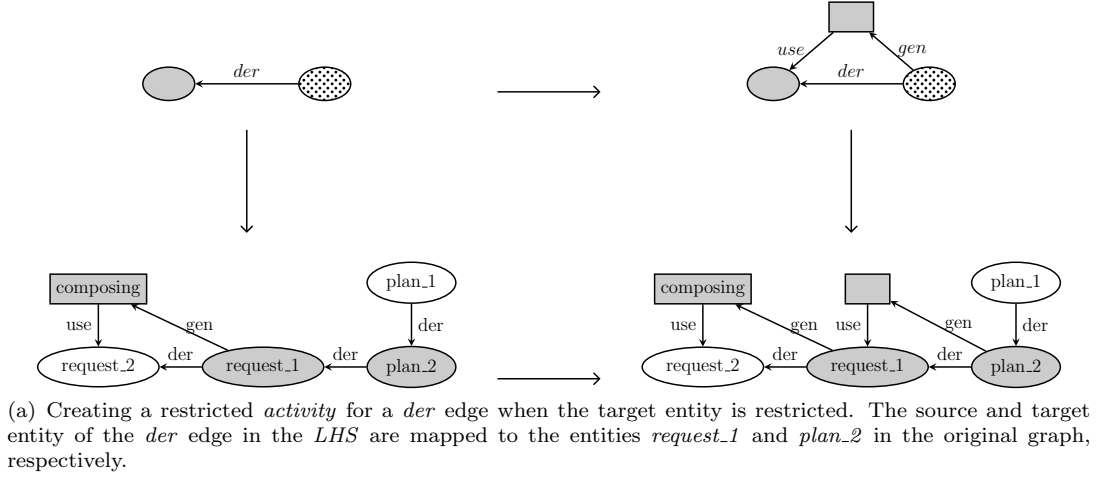 use
gen
der
der
composing
plan_1
use
gen
der
request_2
der
request_1
der
plan_2
composing
plan_1
use
gen
use
gen
der
request_2
der
request_1
der
plan_2
(a) Creating a restricted activity for a der edge when the target entity is restricted. The source and target
entity of the der edge in the LHS are mapped to the entities request_1 and plan_2 in the original graph,
respectively.